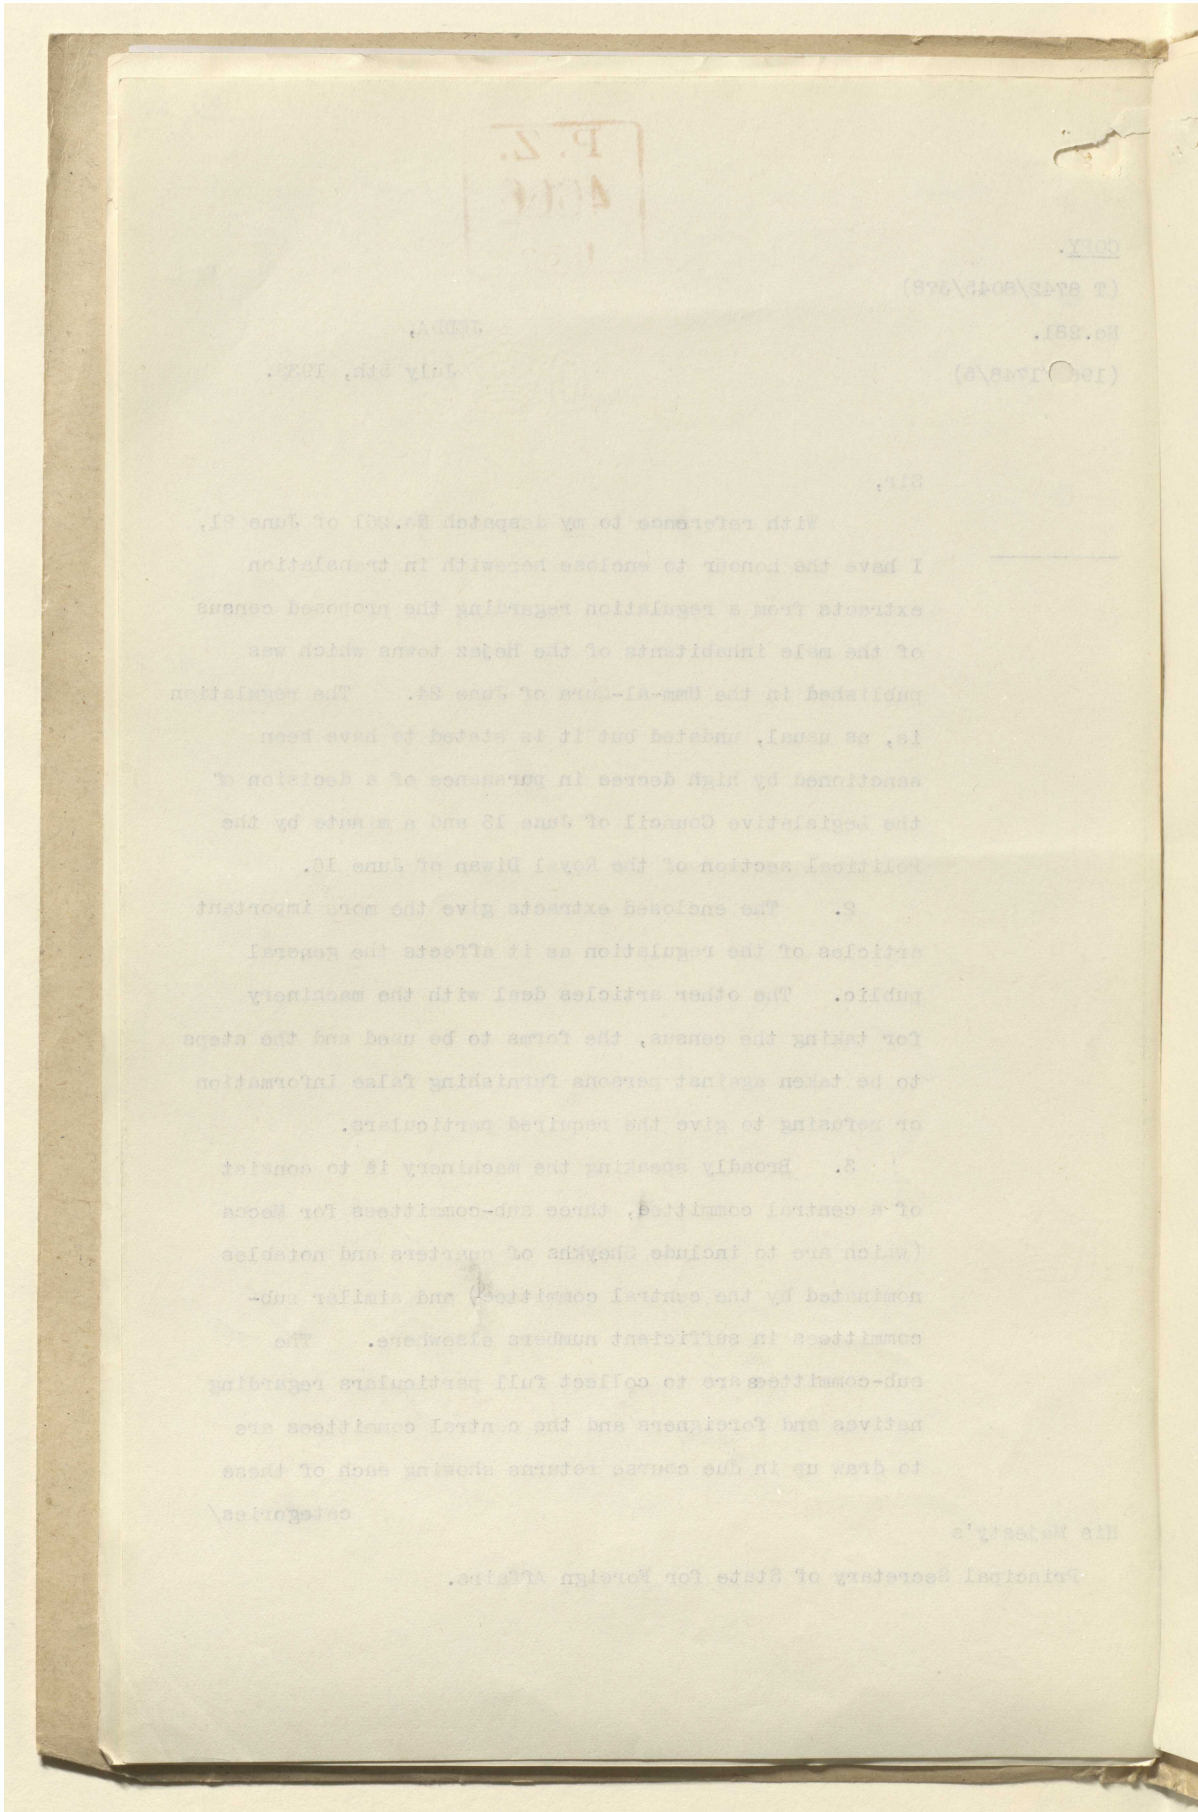 P.Z.
COPY.
(T 8742/8045/378)
No.281.
JEDDA,
July 5th, 193
1748/5)
Sir,
With reference to my despatch No.261 of June 21,
I have the honour to enclose herewith in translation
extracts from a regulation regarding the proposed census
of the male inhabitants of the Hejaz towns which was
published in the Umm-al-Qura of June 24. The regulation
is, as usual, undated but it is stated to have been
sanctioned by high decree in pursuance of a decision of
the Legislative Council of June 13 and a minute by the
Political section of the Royal Diwan of June 16.
2. The enclosed extracts give the more important
articles of the regulation as it affects the general
public. The other articles deal with the machinery
for taking the census, the forms to be used and the steps
to be taken against persons furnishing false information
or refusing to give the required particulars.
3. Broadly speaking the machinery is to consist
of a central committee, three sub-committees for Mecca
(which are to include Sheykhs of quarters and notables
nominated by the central committee) and similar sub-
committees in sufficient numbers elsewhere. The
sub-committees are to collect full particulars regarding
natives and foreigners and the central committees are
to draw up in due course returns showing each of these
categories/
His Majesty's
Principal Secretary of State for Foreign Affairs.